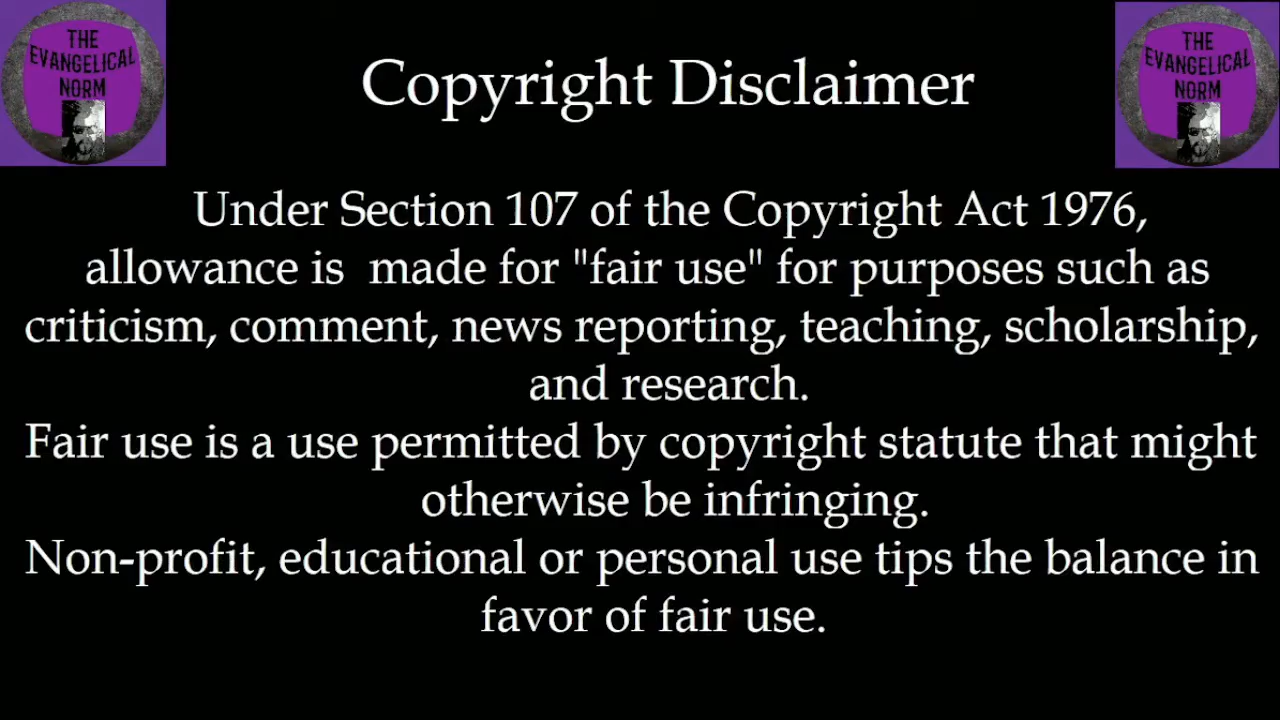 THE
EVANGELICAL
NORM
THE
EVANGELICAL
NORM
Copyright Disclaimer
Under Section 107 of the Copyright Act 1976,
allowance is  made for "fair use" for purposes such as
criticism, comment, news reporting, teaching, scholarship,
and research.
Fair use is a use permitted by copyright statute that might
otherwise be infringing.
Non-profit, educational or personal use tips the balance in
favor of fair use.